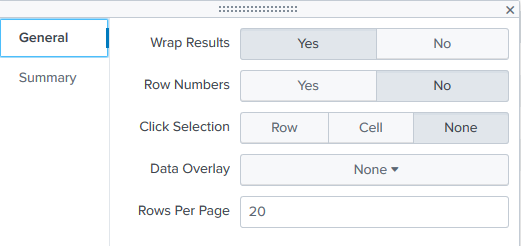 General
Summary
Wrap Results Yes No
Row Numbers Yes No
Click Selection Row Cell None
Data Overlay None
Rows Per Page 20